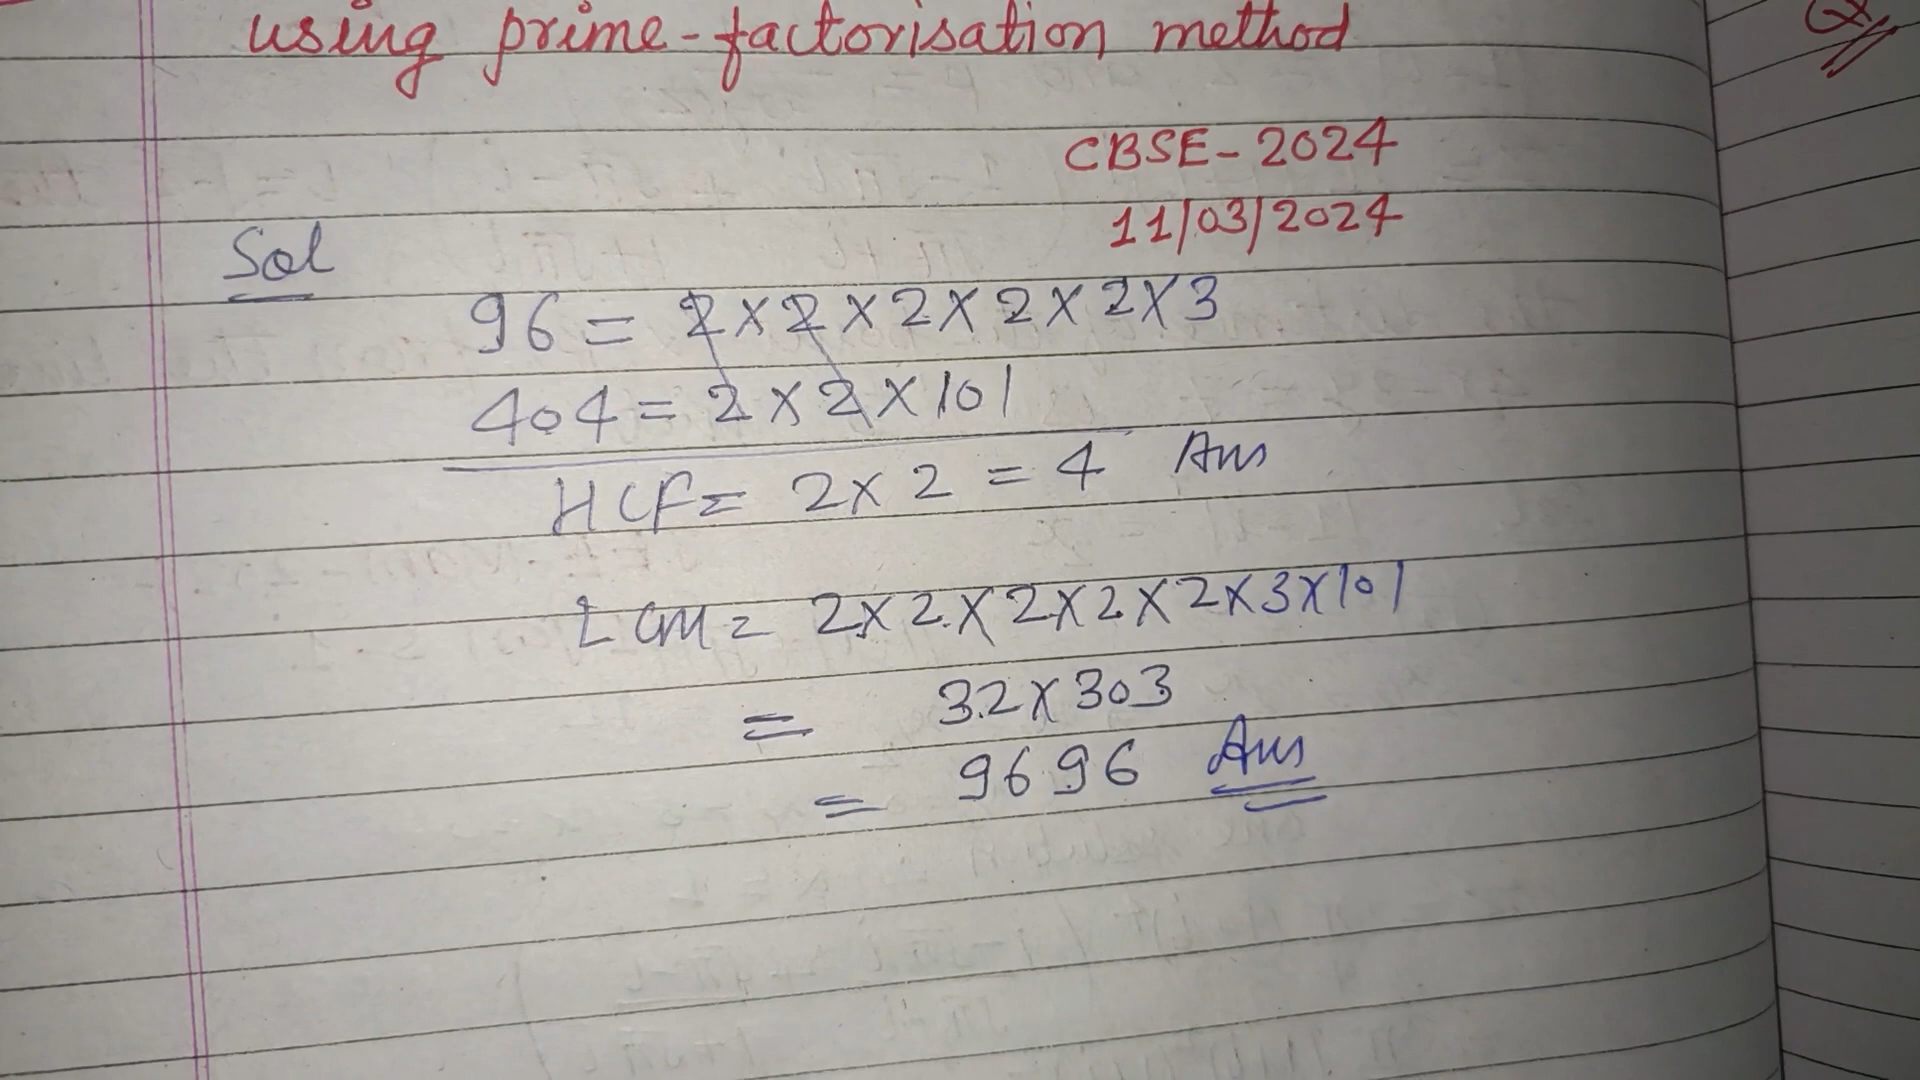 using prime-factorisation method
CBSE-2024
11/03/2024
Sol
96 = 2×2×2×2×2×3
404 = 2×2×101
HCF = 2×2 = 4 Ans
LCM = 2×2×2×2×2×3×101
= 32×303
= 9696 Ans